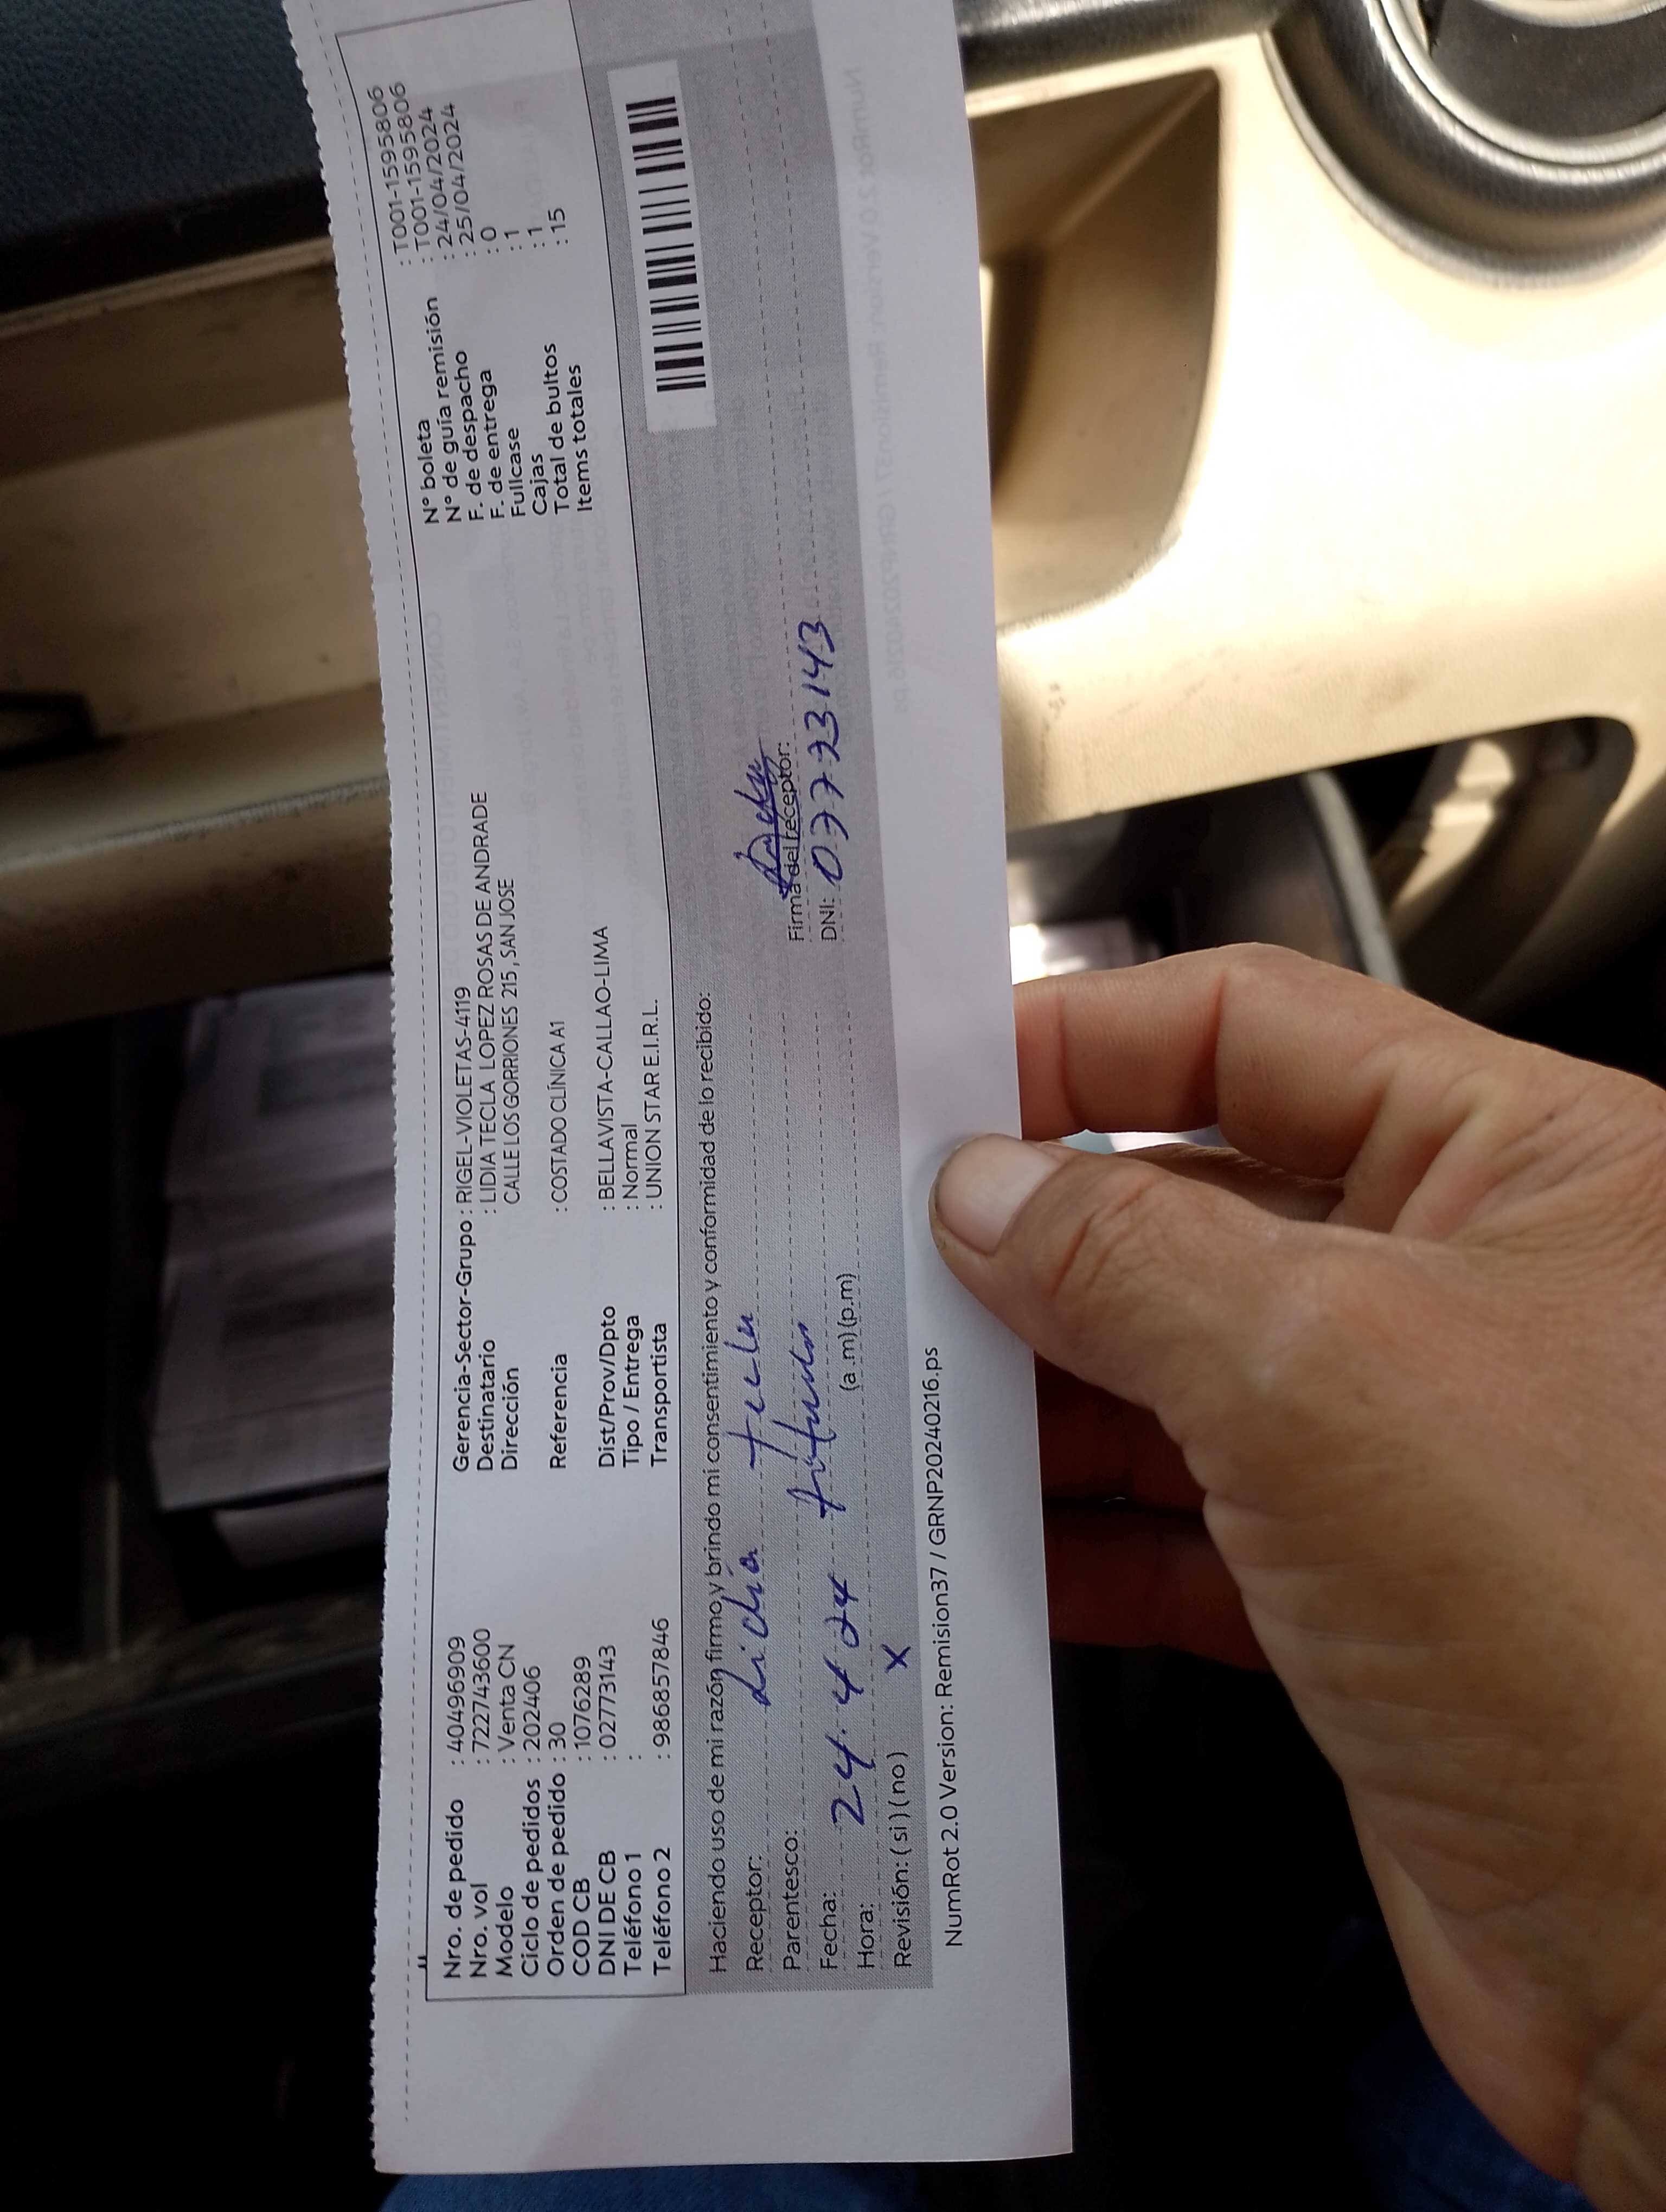 Nro. de pedido : 40496909
Nro. vol : 7227743600
Modelo : Venta CN
Ciclo de pedidos : 202406
Orden de pedido : 30
COD CB : 1076289
DNI DE CB : 02773143
Teléfono 1 :
Teléfono 2 : 986857846
Gerencia-Sector-Grupo : RIGEL-VIOLETAS-4119
Destinatario : LIDIA TECLA LOPEZ ROSAS DE ANDRADE
Dirección CALLE LOS GORRIONES 215 , SAN JOSE
Referencia : COSTADO CLÍNICA A1
Dist/Prov/Dpto : BELLAVISTA-CALLAO-LIMA
Tipo / Entrega : Normal
Transportista : UNION STAR E.I.R.L.
N° boleta : T001-1595806
N° de guía remisión : T001-1595806
F. de despacho : 24/04/2024
F. de entrega : 25/04/2024
Fullcase : 0
Cajas : 1
Total de bultos : 1
Items totales : 15
Haciendo uso de mi razón firmo y brindo mi consentimiento y conformidad de lo recibido:
Receptor: Lidia Tecla
Parentesco:
Firma del receptor:
Fecha: 24. 4 24
DNI: 03773143
Hora: (a.m)(p.m)
Revisión: (si) (no) X
NumRot 2.0 Version: Remision37 / GRNP20240216.ps